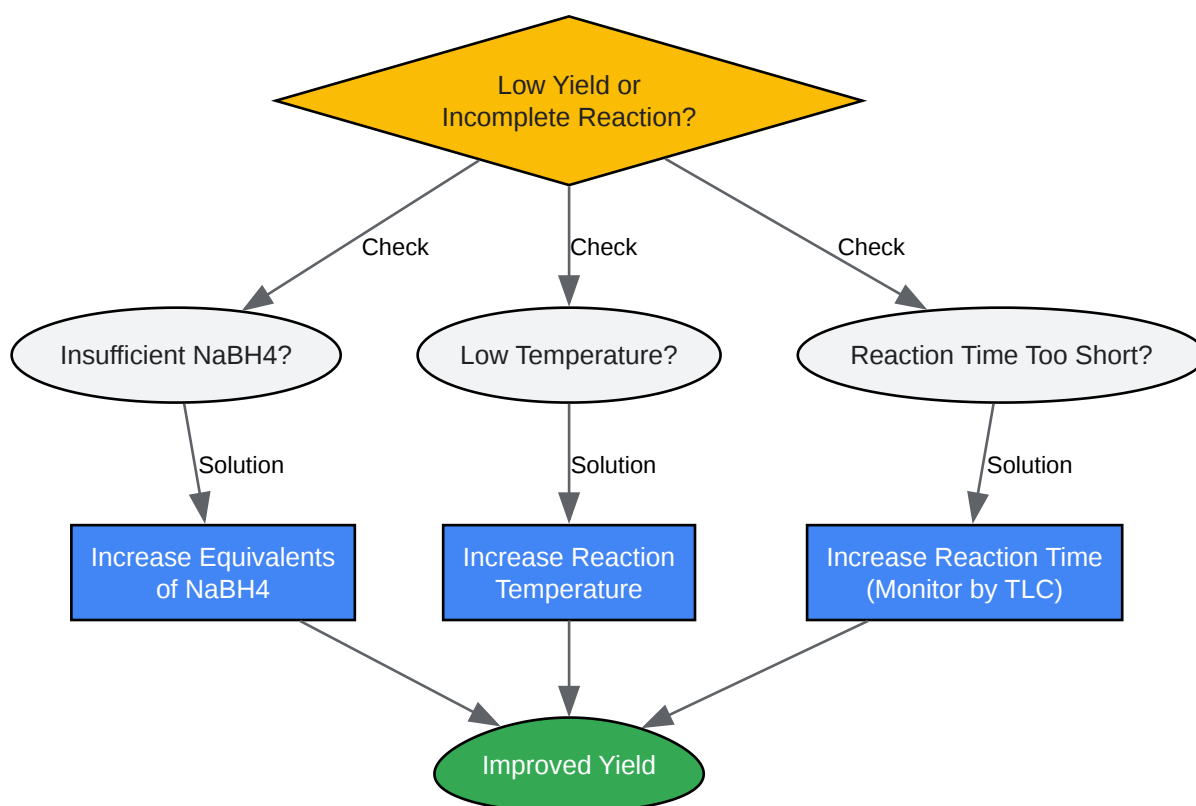 Low Yield or
Incomplete Reaction?
Check
Check
Check
Insufficient NaBH4?
Low Temperature?
Reaction Time Too Short?
Solution
Solution
Solution
Increase Equivalents
of NaBH4
Increase Reaction
Temperature
Increase Reaction Time
(Monitor by TLC)
Improved Yield